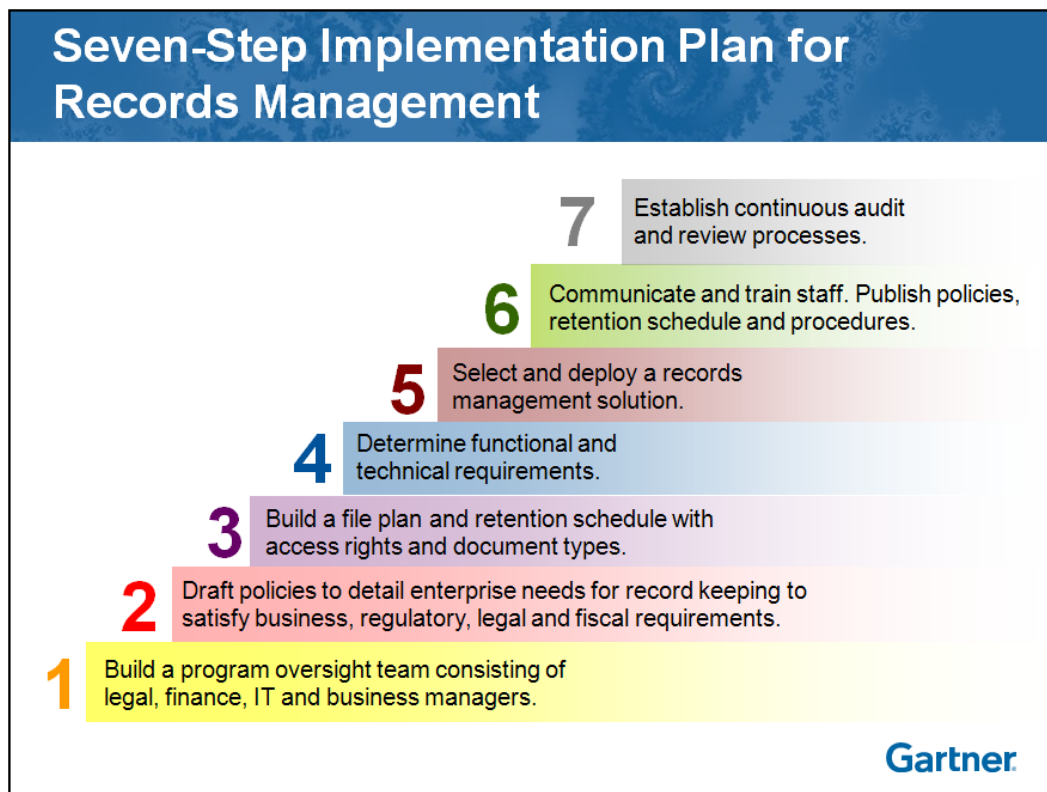 Seven-Step Implementation Plan for
Records Management
7
Establish continuous audit
and review processes.
6
Communicate and train staff. Publish policies,
retention schedule and procedures.
5
Select and deploy a records
management solution.
4
Determine functional and
technical requirements.
3
Build a file plan and retention schedule with
access rights and document types.
2
Draft policies to detail enterprise needs for record keeping to
satisfy business, regulatory, legal and fiscal requirements.
1
Build a program oversight team consisting of
legal, finance, IT and business managers.
Gartner